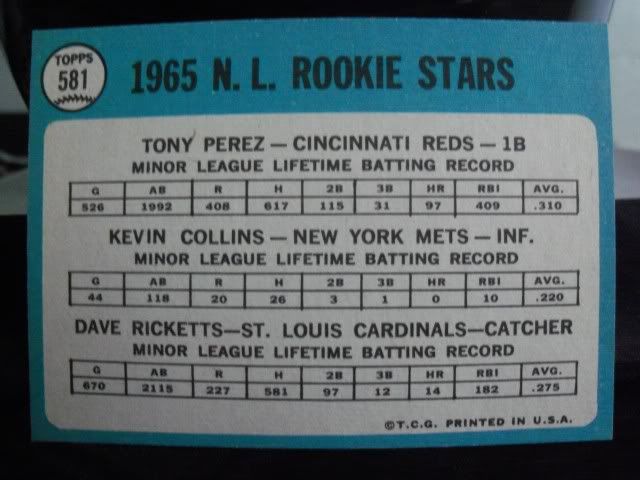 TOPPS
581
1965 N. L. ROOKIE STARS
TONY PEREZ — CINCINNATI REDS — 1B
MINOR LEAGUE LIFETIME BATTING RECORD
G AB R H 2B 3B HR RBI AVG.
526 1992 408 617 115 31 97 409 .310
KEVIN COLLINS — NEW YORK METS — INF.
MINOR LEAGUE LIFETIME BATTING RECORD
G AB R H 2B 3B HR RBI AVG.
44 118 20 26 3 1 0 10 .220
DAVE RICKETTS—ST. LOUIS CARDINALS—CATCHER
MINOR LEAGUE LIFETIME BATTING RECORD
G AB R H 2B 3B HR RBI AVG.
670 2115 227 581 97 12 14 182 .275
©T.C.G. PRINTED IN U.S.A.